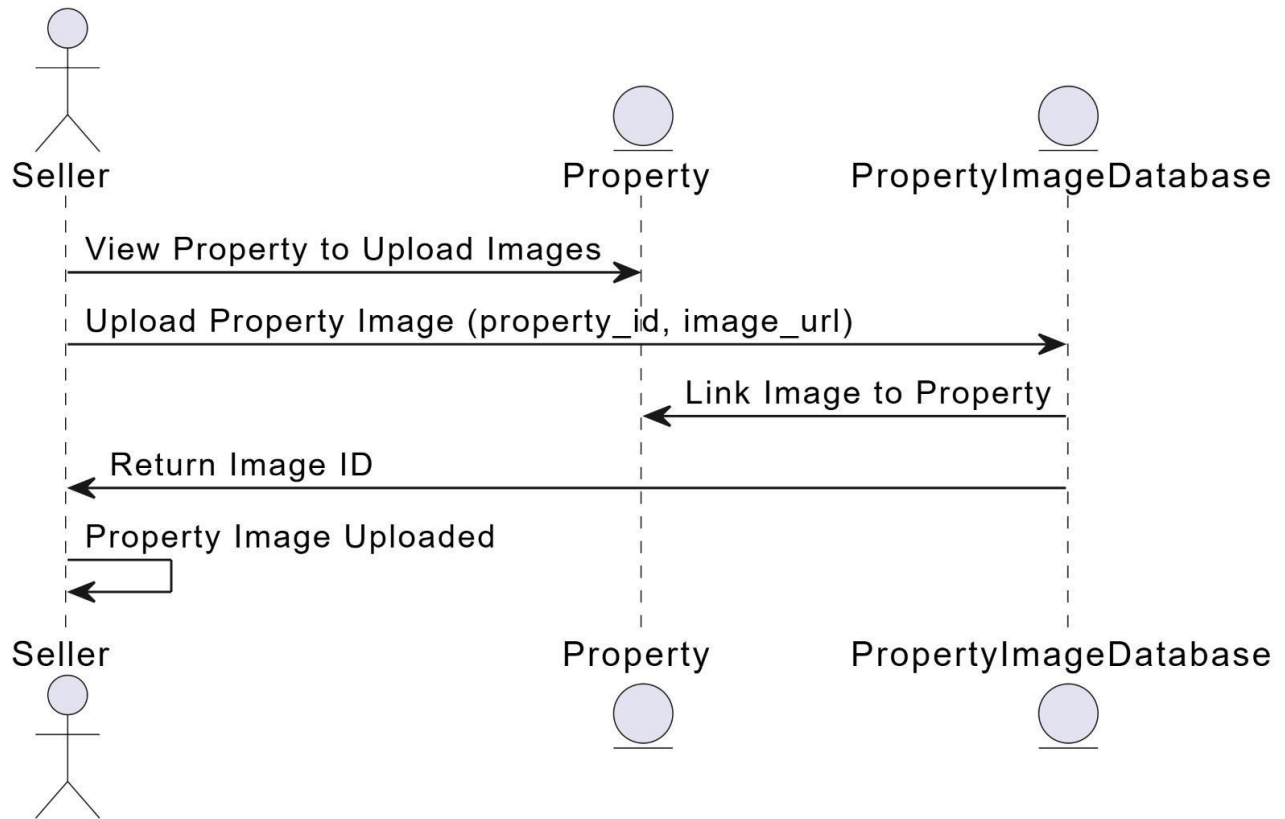 Seller
Property
PropertyImageDatabase
View Property to Upload Images
Upload Property Image (property_id, image_url)
Link Image to Property
Return Image ID
Property Image Uploaded
Seller
Property
PropertyImageDatabase